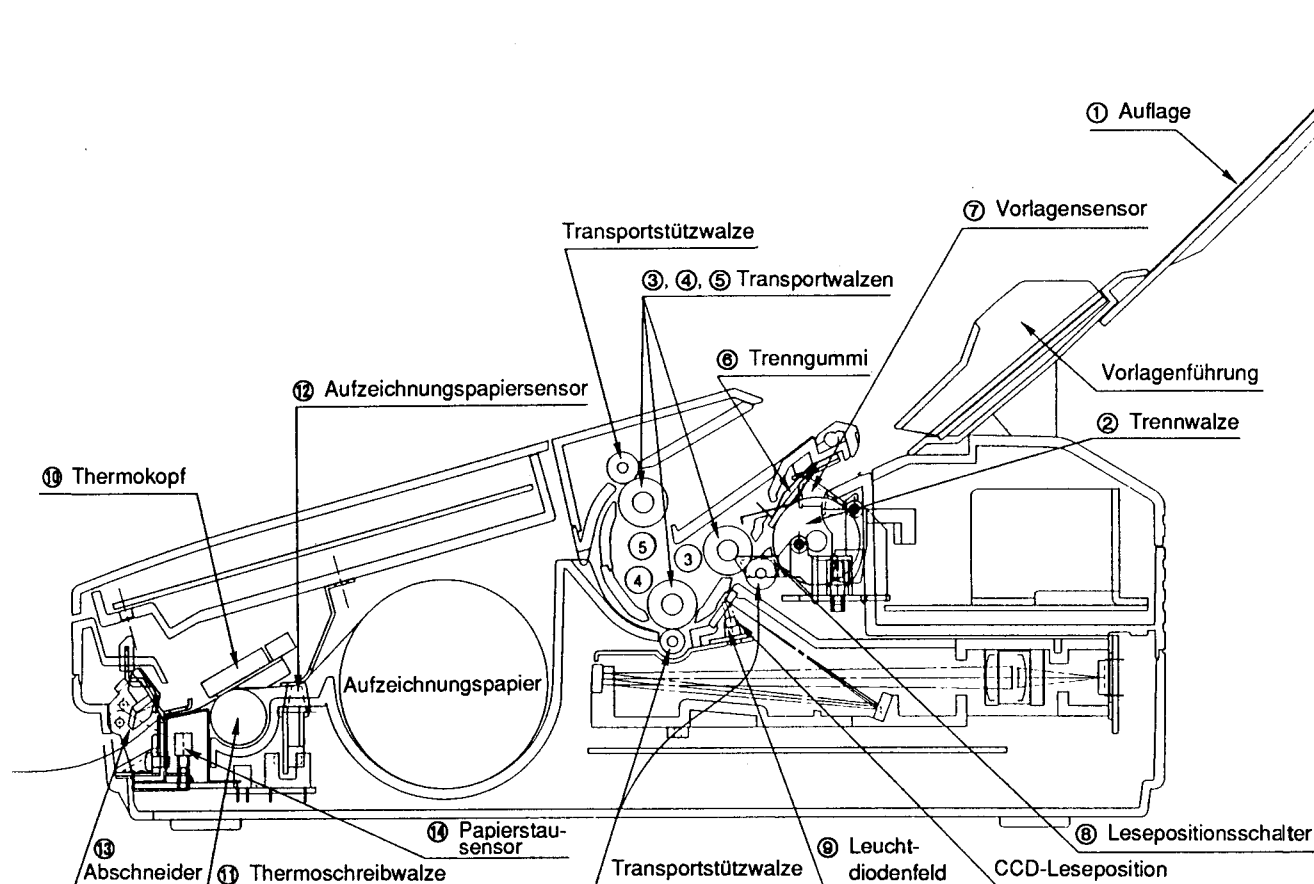 ① Auflage
⑦ Vorlagensensor
Transportstützwalze
③, ④, ⑤ Transportwalzen
⑥ Trenngummi
Vorlagenführung
⑫ Aufzeichnungspapiersensor
② Trennwalze
⑩ Thermokopf
5
3
4
Aufzeichnungspapier
⑭ Papierstau-
sensor
⑧ Lesepositionsschalter
⑬
Abschneider
⑪ Thermoschreibwalze
Transportstützwalze
⑨ Leucht-
diodenfeld
CCD-Leseposition